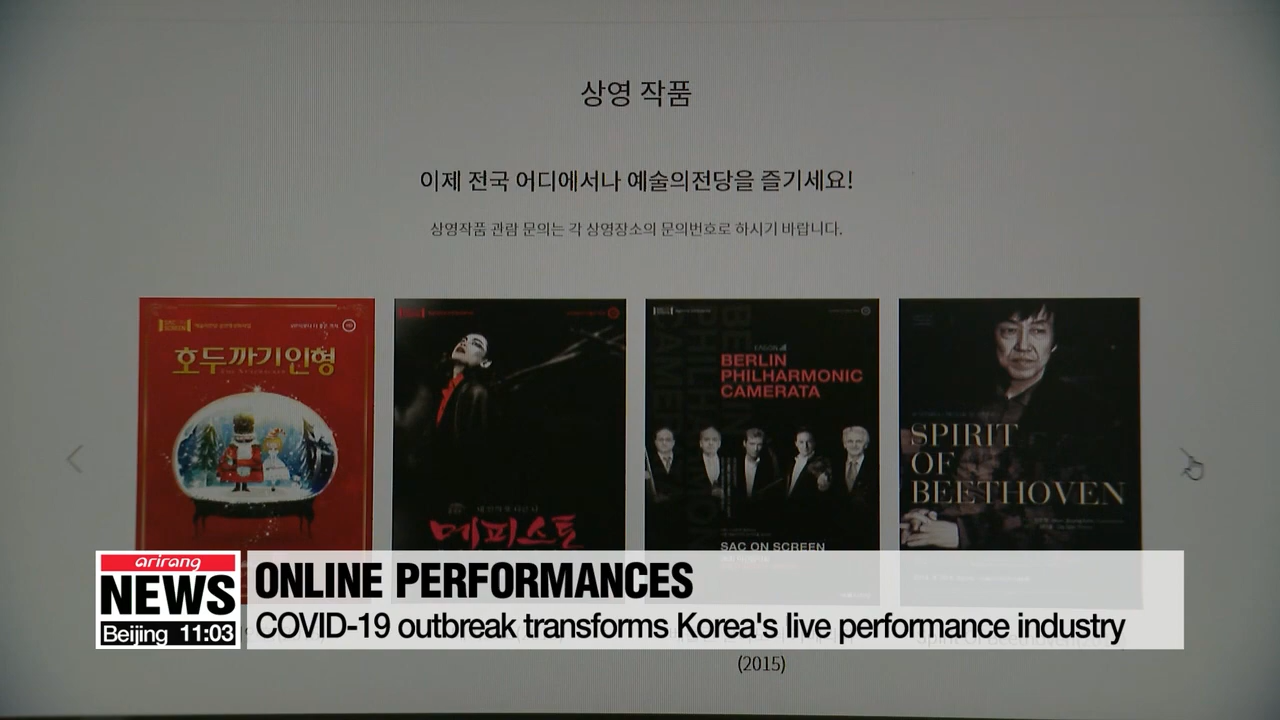 상영 작품
이제 전국 어디에서나 예술의전당을 즐기세요!
상영작품 관람 문의는 각 상영장소의 문의번호로 하시기 바랍니다.
호두까기인형
메피스토
BERLIN
PHILHARMONIC
CAMERATA
SAC ON SCREEN
SPIRIT
OF
BEETHOVEN
arirang
NEWS
Beijing 11:03
ONLINE PERFORMANCES
COVID-19 outbreak transforms Korea's live performance industry
(2015)